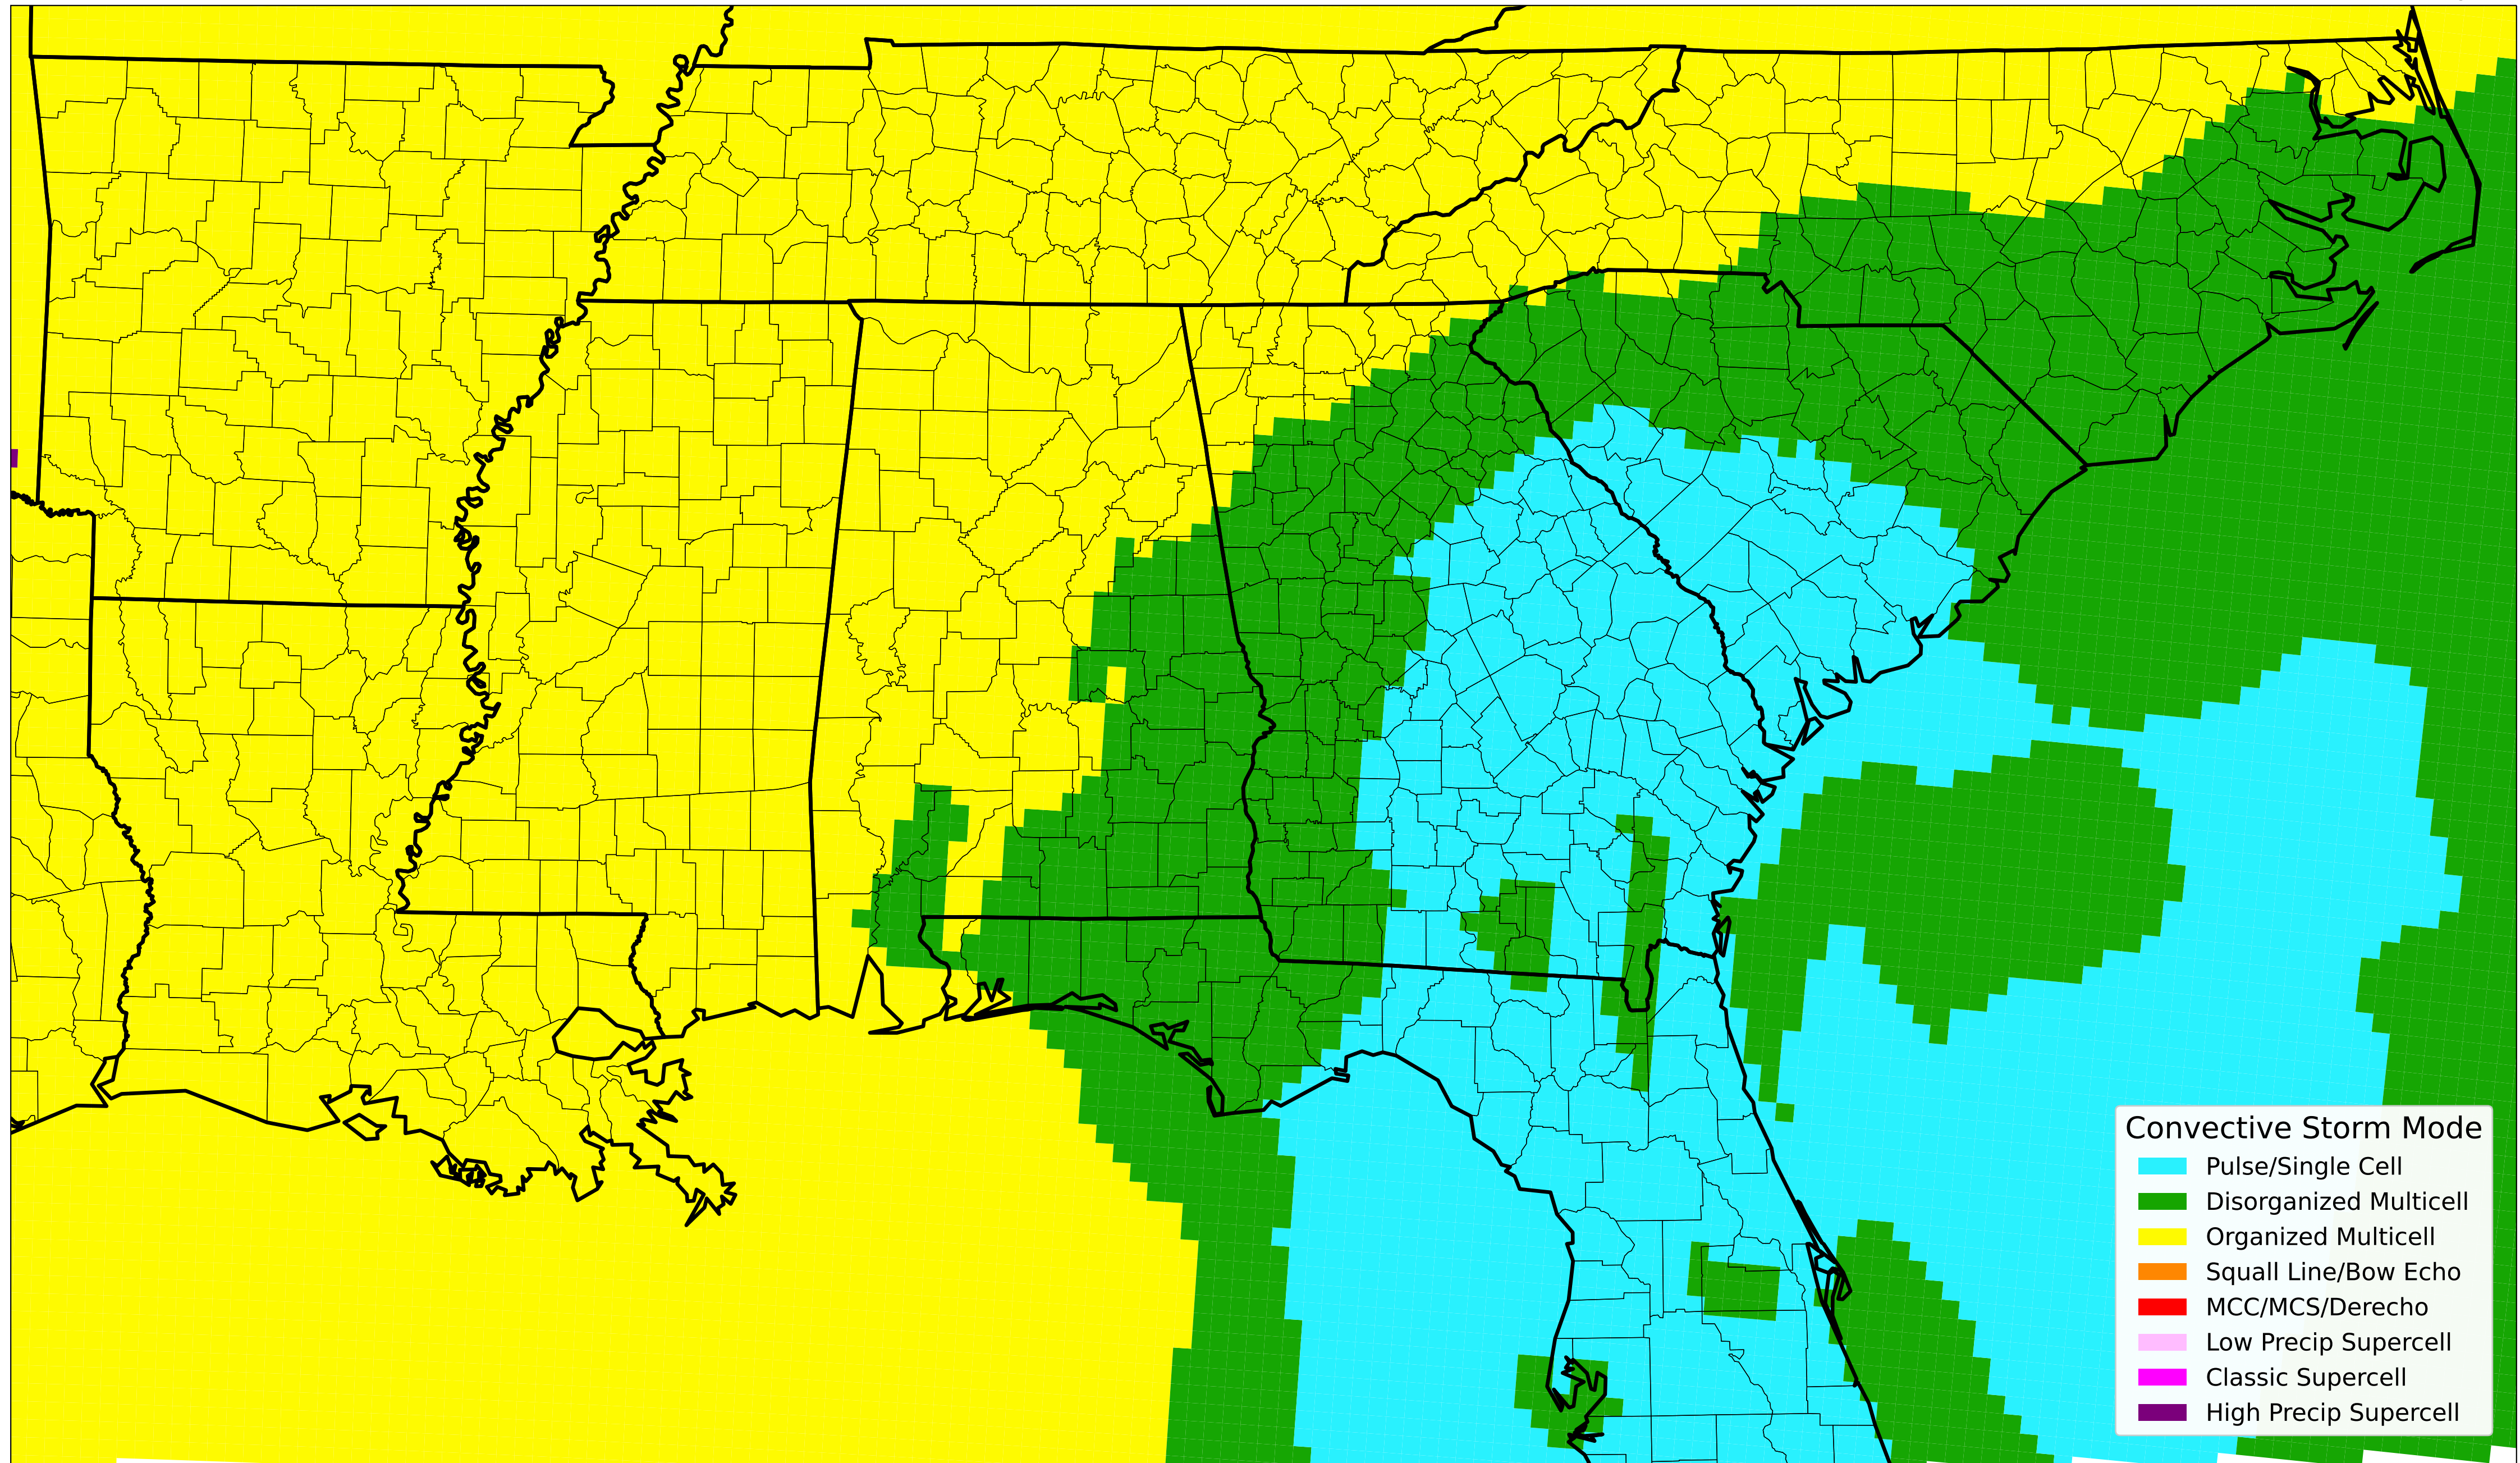 Convective Storm Mode
Pulse/Single Cell
Disorganized Multicell
Organized Multicell
Squall Line/Bow Echo
MCC/MCS/Derecho
Low Precip Supercell
Classic Supercell
High Precip Supercell